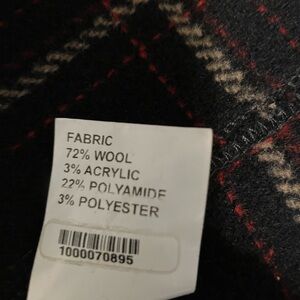 FABRIC
72% WOOL
3% ACRYLIC
22% POLYAMIDE
3% POLYESTER
1000070895